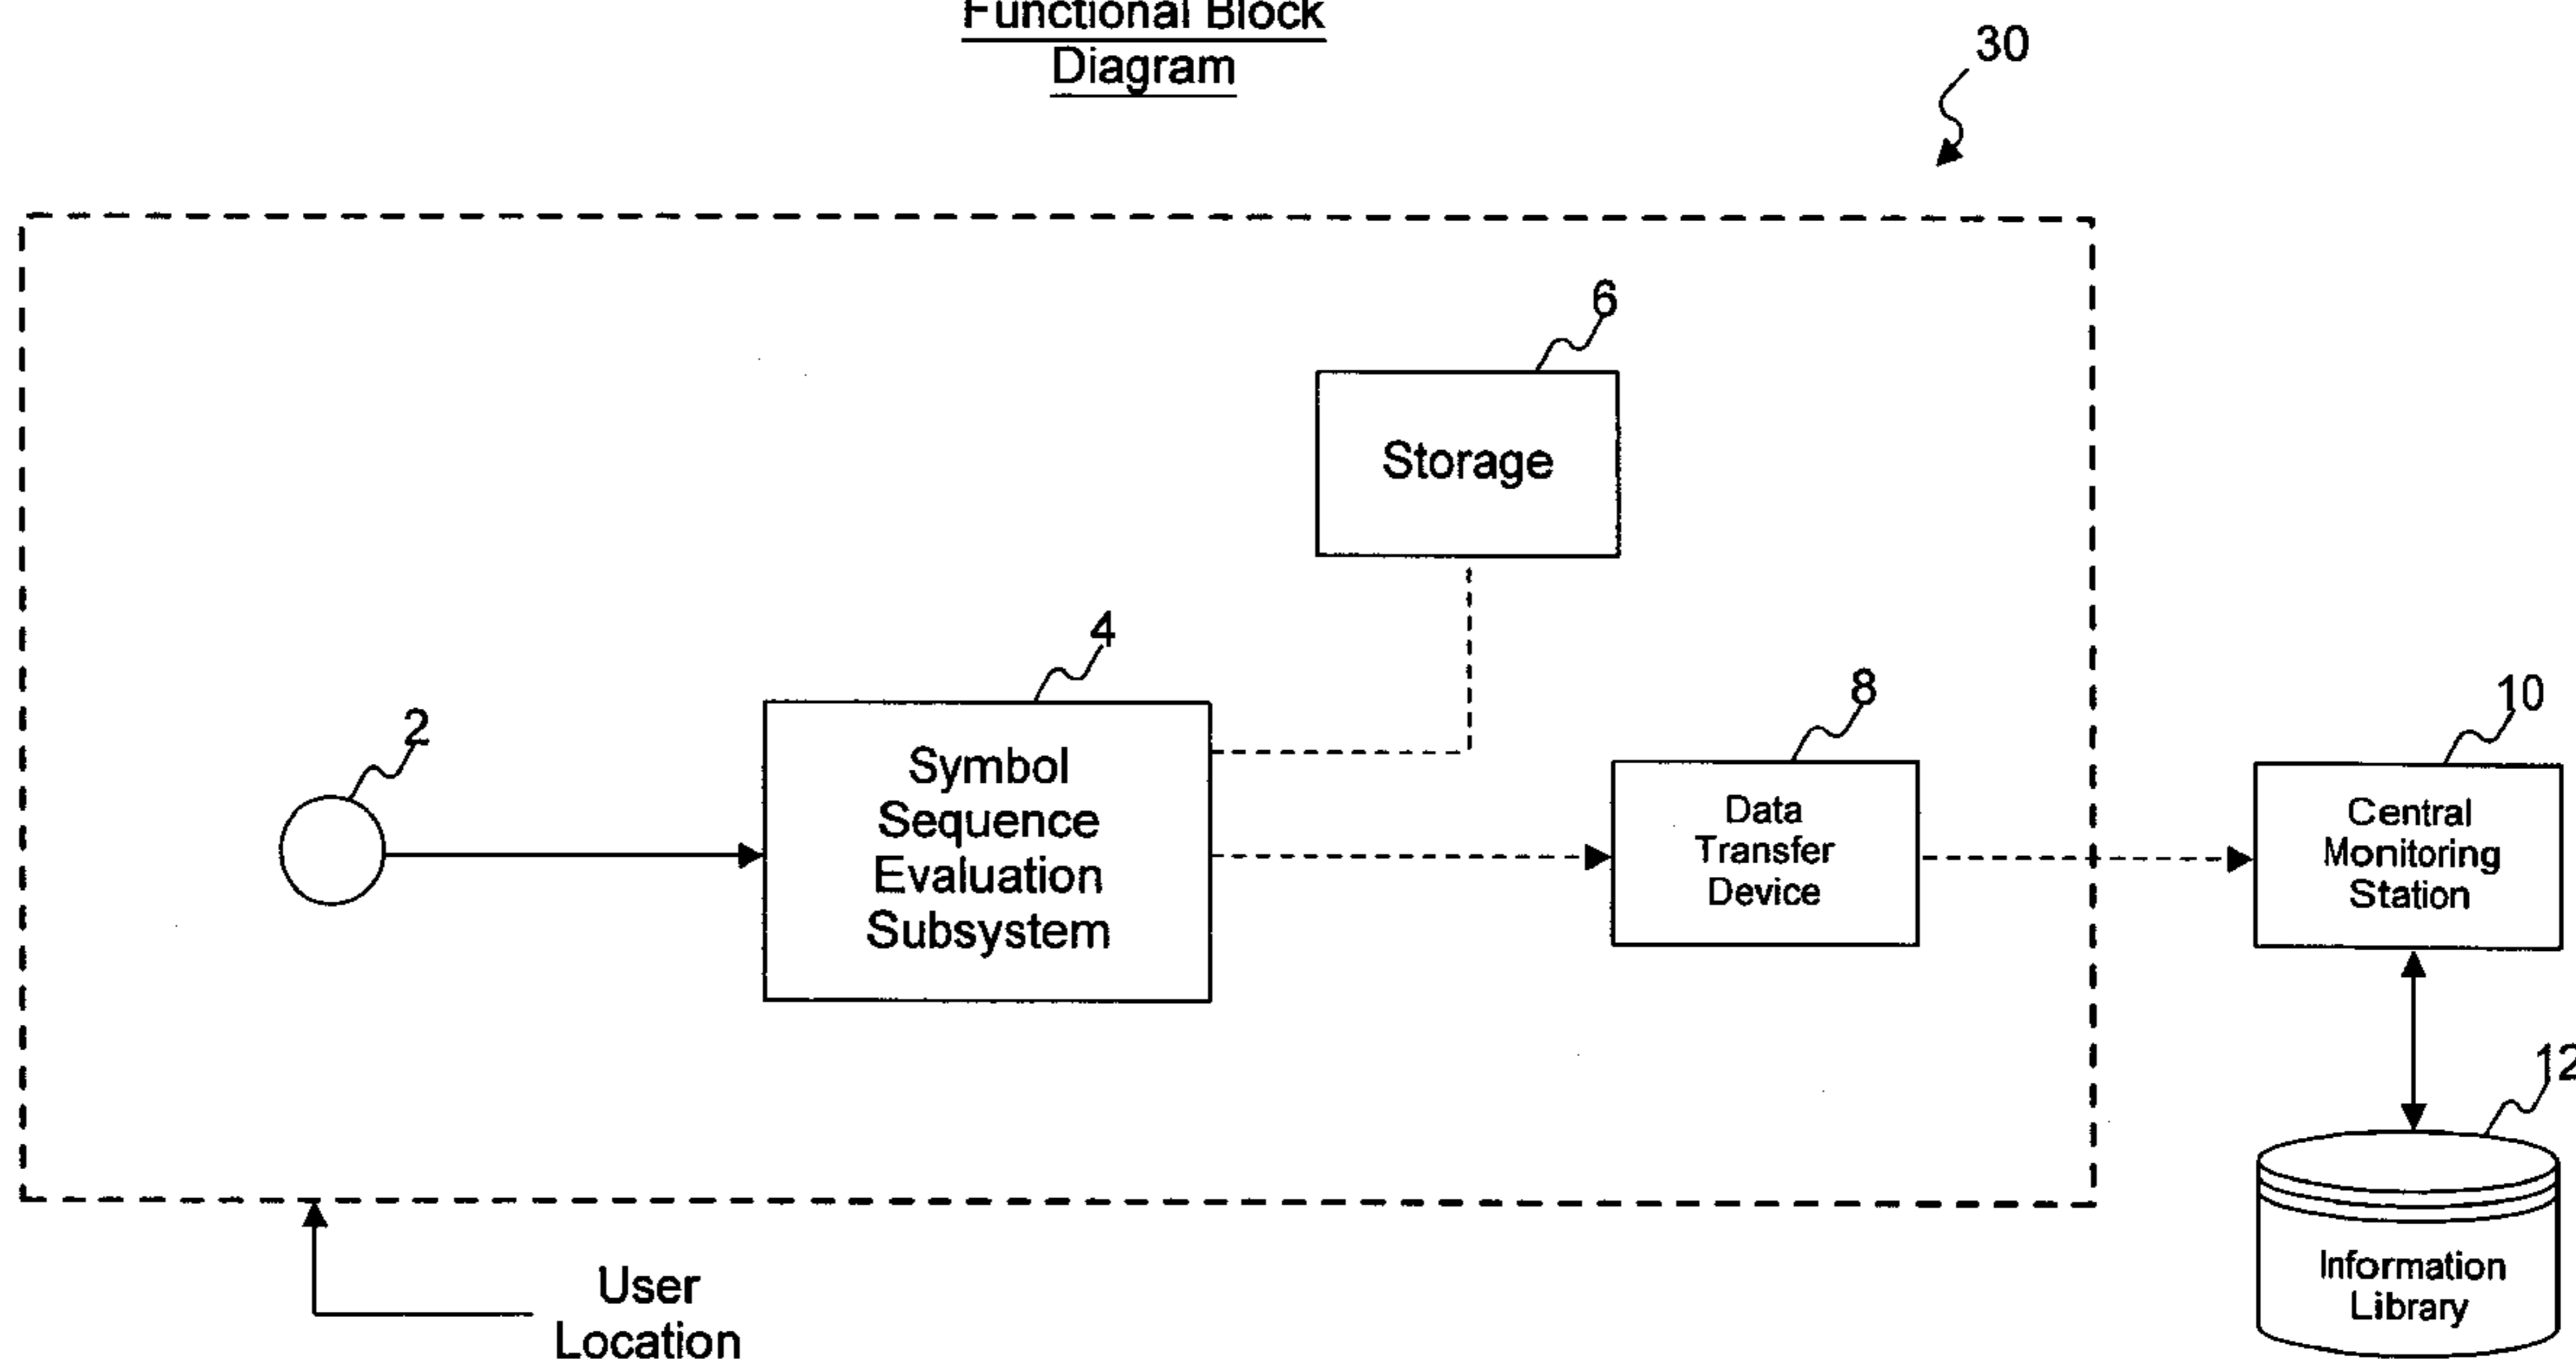 Functional Block
Diagram
30
6
Storage
4
2
Symbol
Sequence
Evaluation
Subsystem
8
Data
Transfer
Device
10
Central
Monitoring
Station
12
Information
Library
User
Location